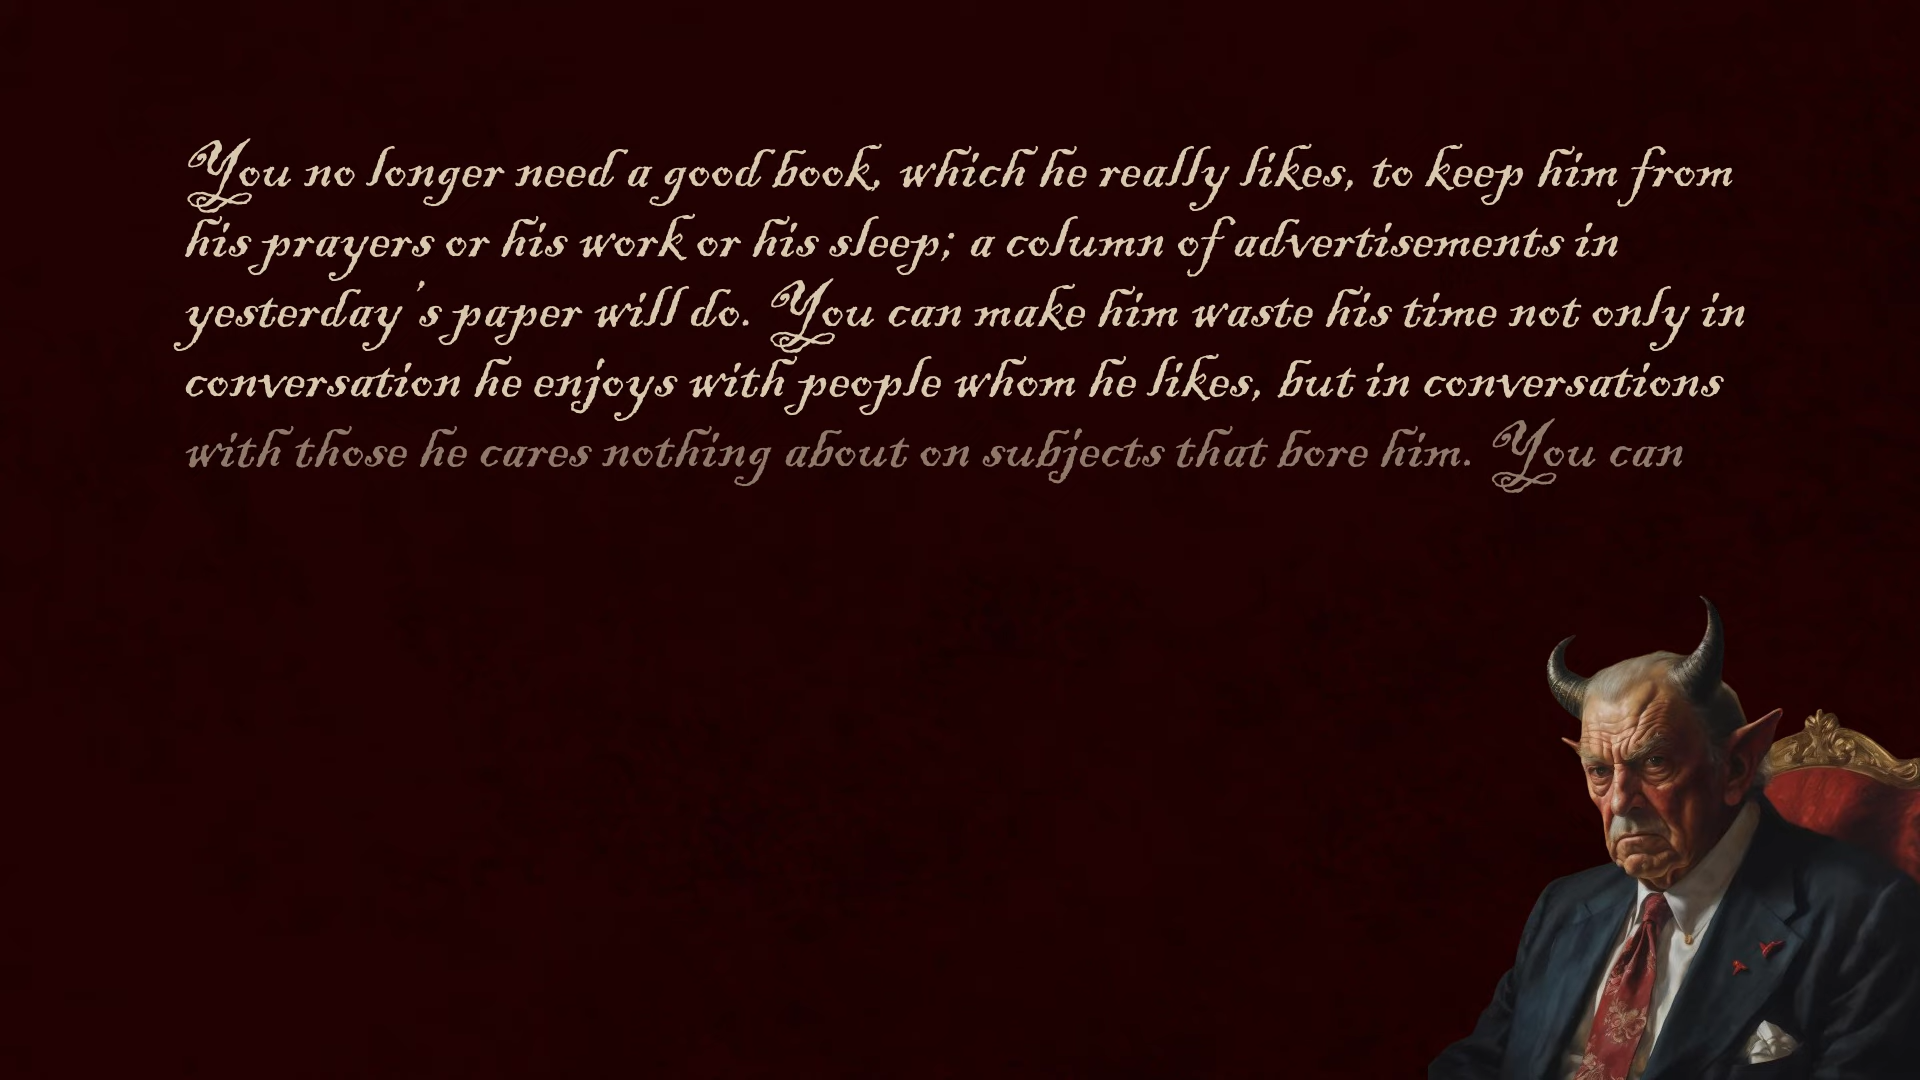 You no longer need a good book, which he really likes, to keep him from
his prayers or his work or his sleep; a column of advertisements in
yesterday's paper will do. You can make him waste his time not only in
conversation he enjoys with people whom he likes, but in conversations
with those he cares nothing about on subjects that bore him. You can